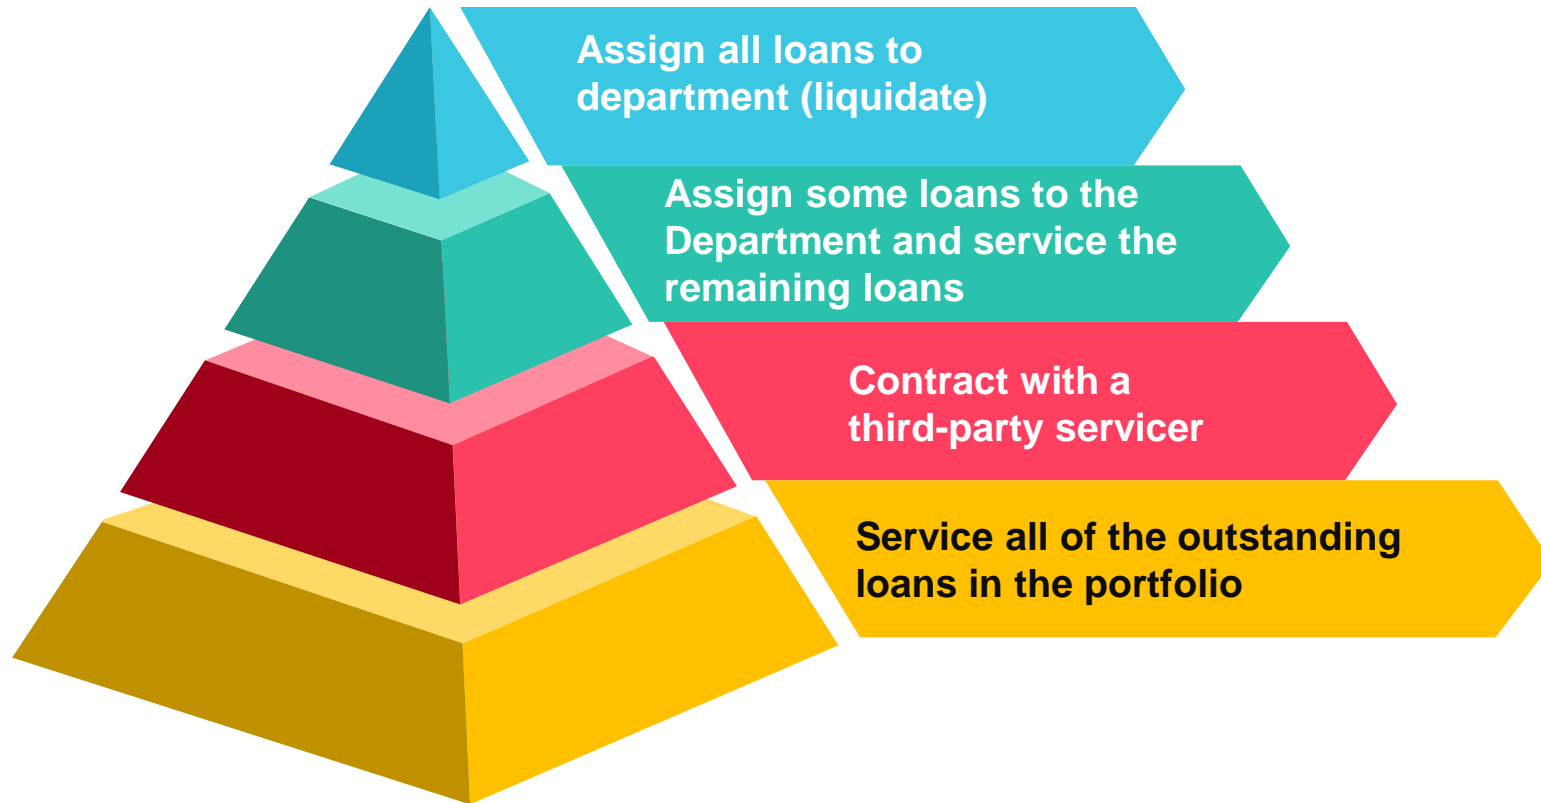 Assign all loans to
department (liquidate)
Assign some loans to the
Department and service the
remaining loans
Contract with a
third-party servicer
Service all of the outstanding
loans in the portfolio